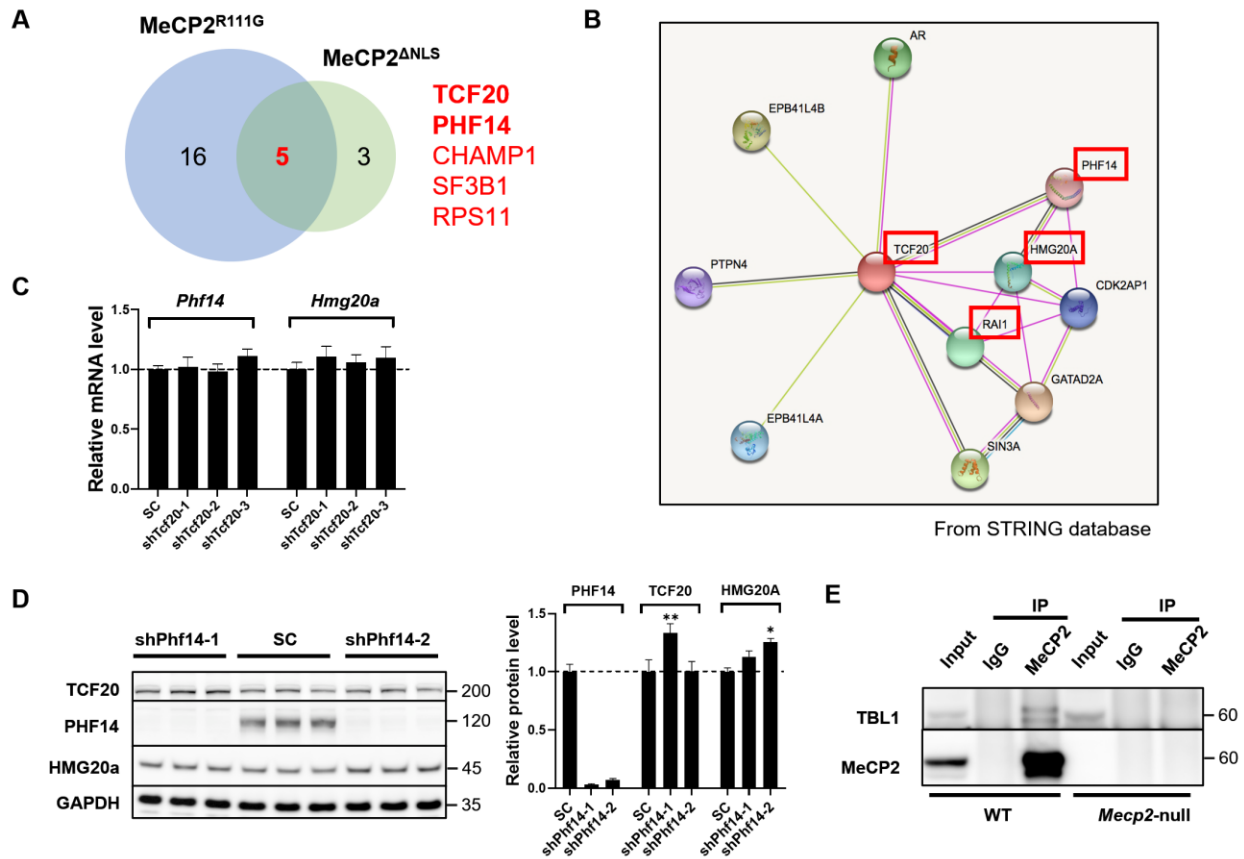 A
MeCP2R111G
MeCP2ΔNLS
16
5
3
TCF20
PHF14
CHAMP1
SF3B1
RPS11
B
AR
EPB41L4B
PHF14
TCF20
HMG20A
PTPN4
CDK2AP1
RAI1
GATAD2A
EPB41L4A
SIN3A
From STRING database
C
Phf14
Hmg20a
Relative mRNA level
1.5
1.0
0.5
0.0
SC
shTcf20-1
shTcf20-2
shTcf20-3
SC
shTcf20-1
shTcf20-2
shTcf20-3
D
shPhf14-1
SC
shPhf14-2
TCF20
200
PHF14
120
HMG20a
45
GAPDH
35
PHF14
TCF20
HMG20A
Relative protein level
1.5
1.0
0.5
0.0
**
*
SC
shPhf14-1
shPhf14-2
SC
shPhf14-1
shPhf14-2
SC
shPhf14-1
shPhf14-2
E
IP
IP
Input
IgG
MeCP2
Input
IgG
MeCP2
TBL1
60
MeCP2
60
WT
Mecp2-null